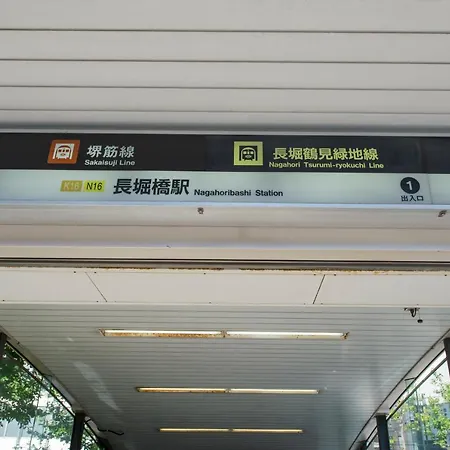 堺筋線 長堀鶴見緑地線
Sakaisuji Line Nagahori Tsurumi-ryokuchi Line
K16 N16 長堀橋駅 Nagahoribashi Station 1
出入口